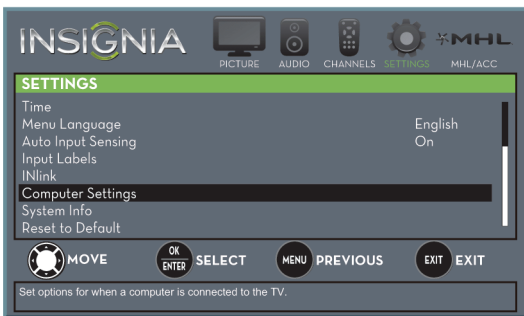 INSIGNIA
MHL
PICTURE AUDIO CHANNELS SETTINGS MHL/ACC
SETTINGS
Time
Menu Language English
Auto Input Sensing On
Input Labels
INlink
Computer Settings
System Info
Reset to Default
MOVE OK ENTER SELECT MENU PREVIOUS EXIT EXIT
Set options for when a computer is connected to the TV.